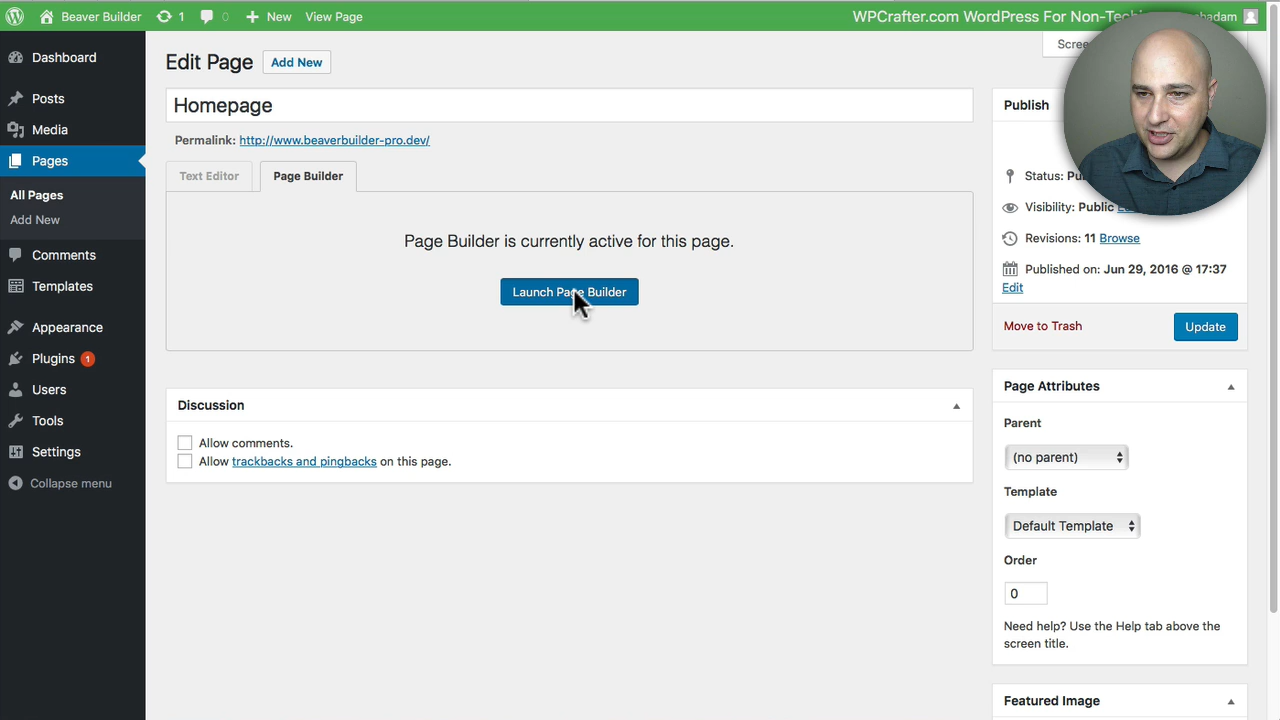 Beaver Builder 1 0 New View Page
WPCrafter.com WordPress For Non-Techi
Dashboard
Posts
Media
Pages
All Pages
Add New
Comments
Templates
Appearance
Plugins 1
Users
Tools
Settings
Collapse menu
Edit Page Add New
Homepage
Permalink: http://www.beaverbuilder-pro.dev/
Text Editor Page Builder
Page Builder is currently active for this page.
Launch Page Builder
Discussion
Allow comments.
Allow trackbacks and pingbacks on this page.
Publish
Status:
Visibility: Public
Revisions: 11 Browse
Published on: Jun 29, 2016 @ 17:37
Edit
Move to Trash Update
Page Attributes
Parent
(no parent)
Template
Default Template
Order
0
Need help? Use the Help tab above the
screen title.
Featured Image